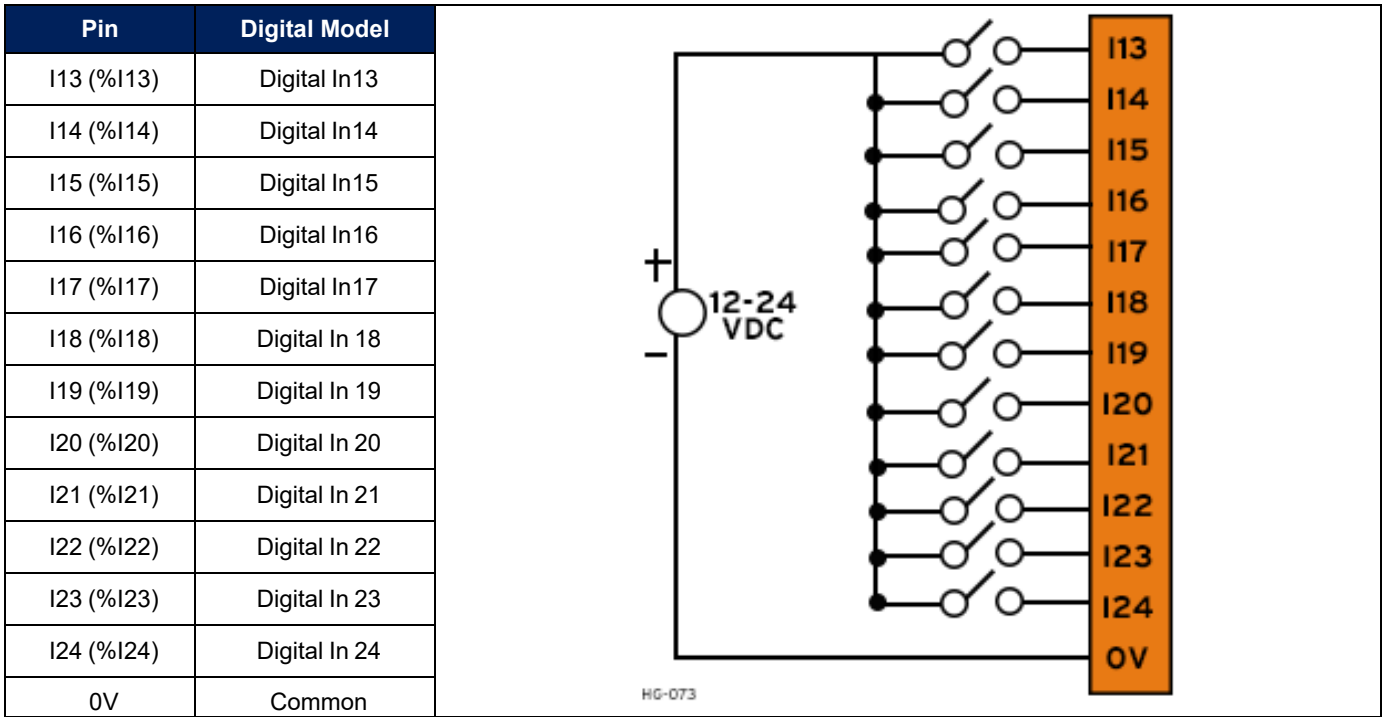 Pin Digital Model
I13 (%I13) Digital In13
I14 (%I14) Digital In14
I15 (%I15) Digital In15
I16 (%I16) Digital In16
I17 (%I17) Digital In17
I18 (%I18) Digital In 18
I19 (%I19) Digital In 19
I20 (%I20) Digital In 20
I21 (%I21) Digital In 21
I22 (%I22) Digital In 22
I23 (%I23) Digital In 23
I24 (%I24) Digital In 24
0V Common
+
12-24
VDC
−
I13
I14
I15
I16
I17
I18
I19
I20
I21
I22
I23
I24
0V
HG-073